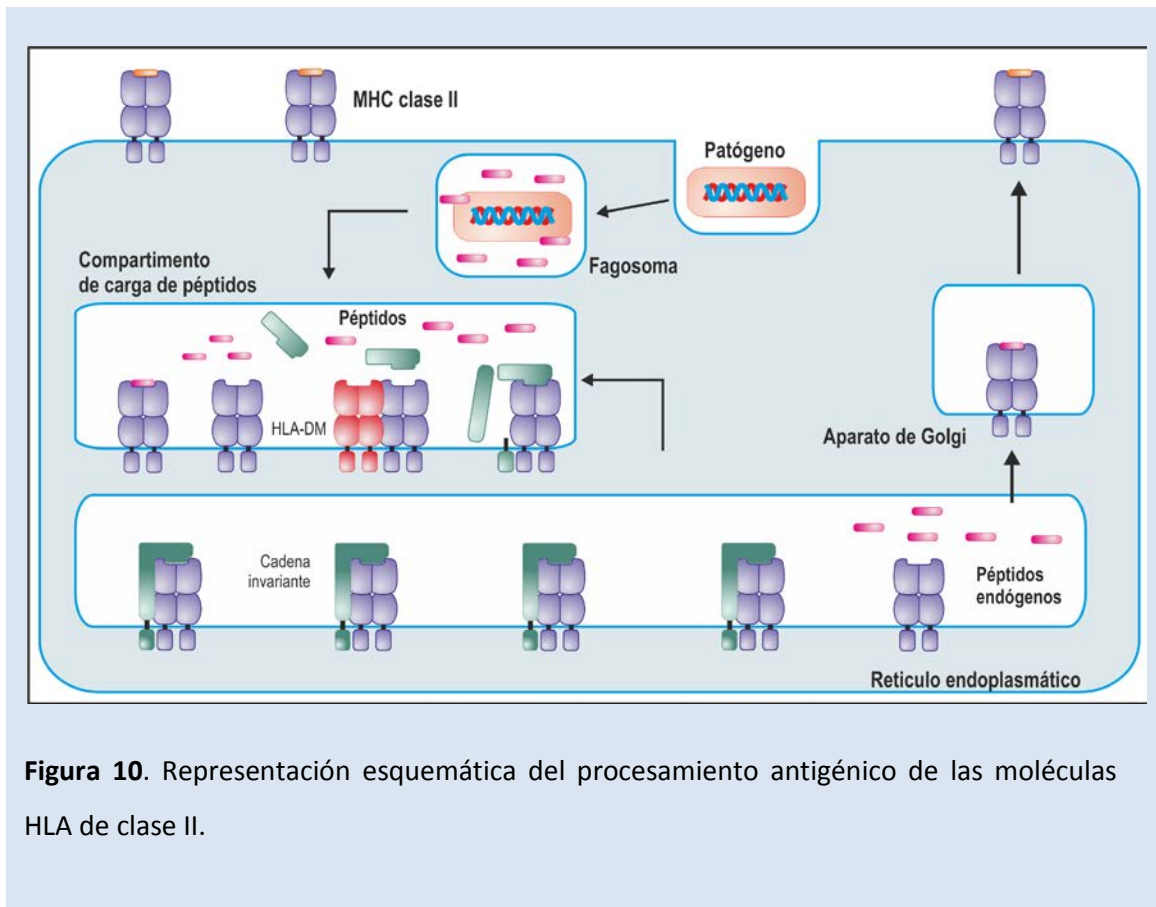 MHC clase II
Patógeno
Fagosoma
Compartimento
de carga de péptidos
Péptidos
HLA-DM
Aparato de Golgi
Cadena
invariante
Péptidos
endógenos
Reticulo endoplasmático
Figura 10. Representación esquemática del procesamiento antigénico de las moléculas
HLA de clase II.